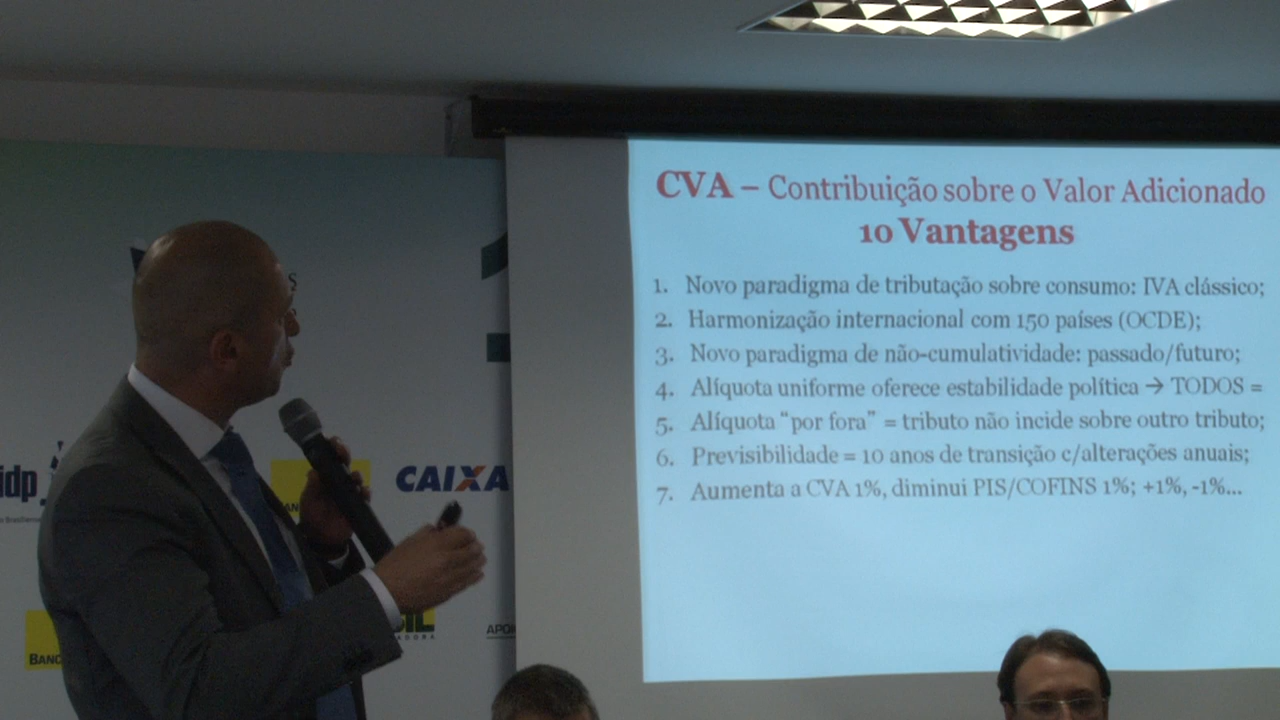 CVA – Contribuição sobre o Valor Adicionado
10 Vantagens
1. Novo paradigma de tributação sobre consumo: IVA clássico;
2. Harmonização internacional com 150 países (OCDE);
3. Novo paradigma de não-cumulatividade: passado/futuro;
4. Alíquota uniforme oferece estabilidade política → TODOS =
5. Alíquota “por fora” = tributo não incide sobre outro tributo;
6. Previsibilidade = 10 anos de transição c/alterações anuais;
7. Aumenta a CVA 1%, diminui PIS/COFINS 1%; +1%, -1%...
idp
CAIXA